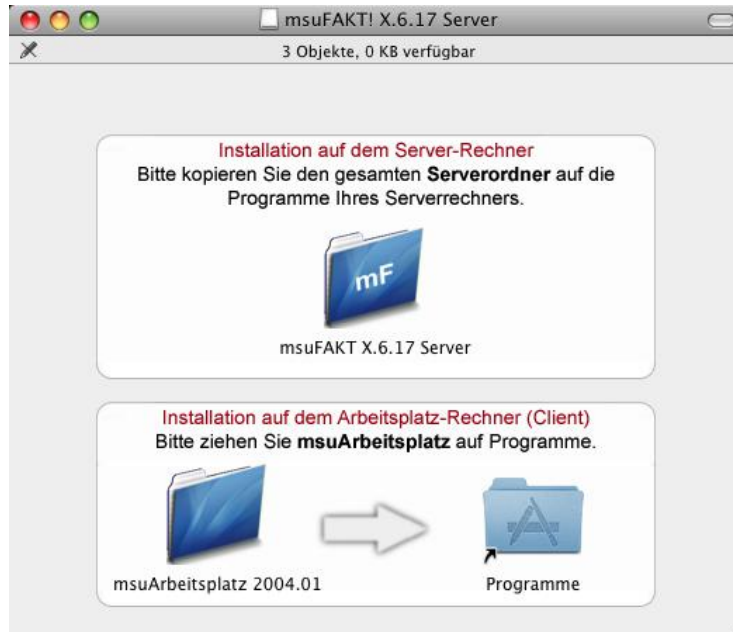 msuFAKT! X.6.17 Server
3 Objekte, 0 KB verfügbar
Installation auf dem Server-Rechner
Bitte kopieren Sie den gesamten Serverordner auf die
Programme Ihres Serverrechners.
mF
msuFAKT X.6.17 Server
Installation auf dem Arbeitsplatz-Rechner (Client)
Bitte ziehen Sie msuArbeitsplatz auf Programme.
msuArbeitsplatz 2004.01
Programme